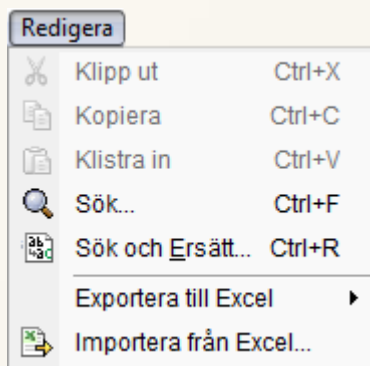 Redigera
Klipp ut Ctrl+X
Kopiera Ctrl+C
Klistra in Ctrl+V
Sök... Ctrl+F
Sök och Ersätt... Ctrl+R
Exportera till Excel
Importera från Excel...